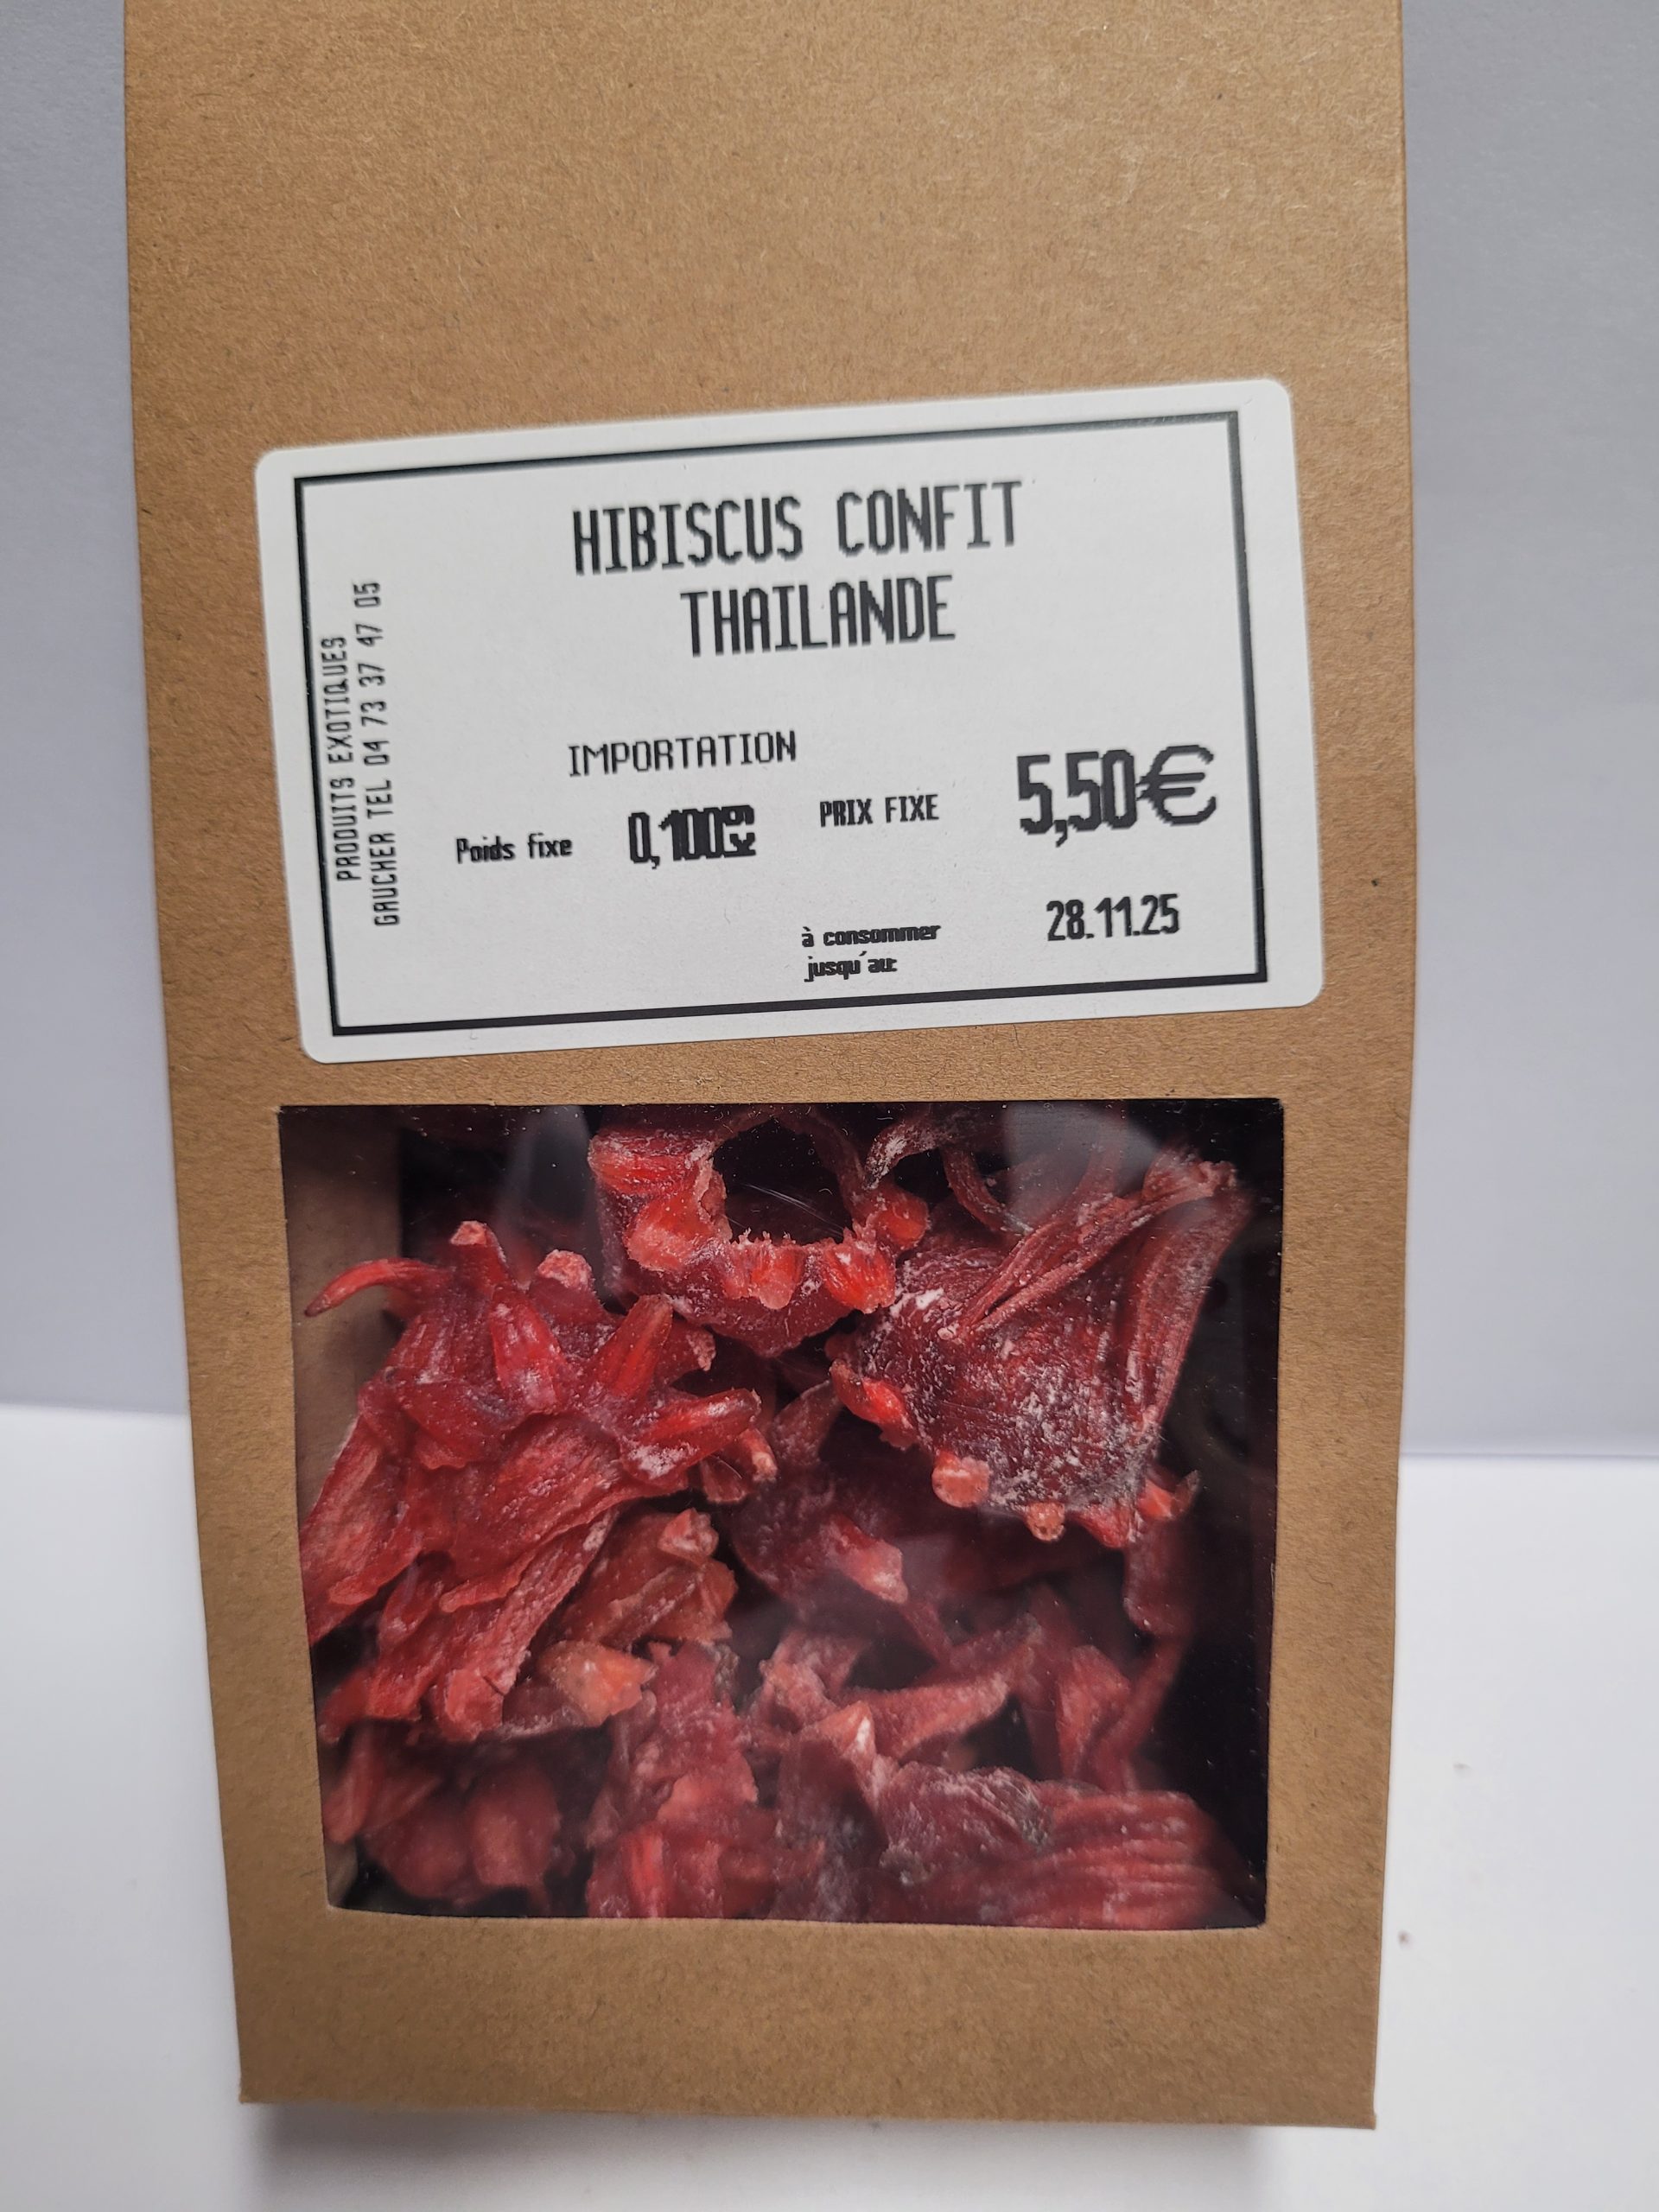 HIBISCUS CONFIT
THAILANDE
PRODUITS EXOTIQUES
GAUCHER TEL 04 73 37 47 05
IMPORTATION
Poids fixe 0,100kg PRIX FIXE 5,50€
à consommer
jusqu'au: 28.11.25